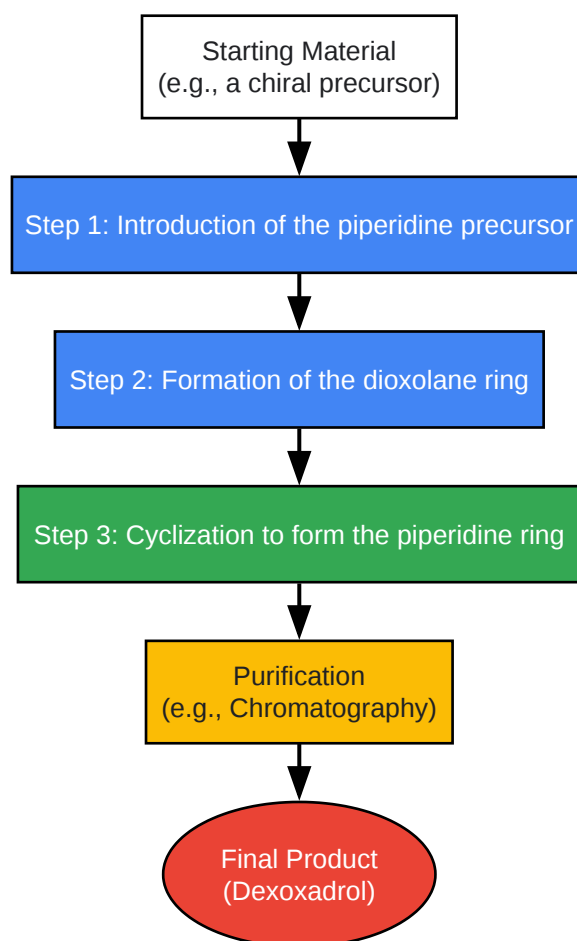 Starting Material
(e.g., a chiral precursor)
Step 1: Introduction of the piperidine precursor
Step 2: Formation of the dioxolane ring
Step 3: Cyclization to form the piperidine ring
Purification
(e.g., Chromatography)
Final Product
(Dexoxadrol)